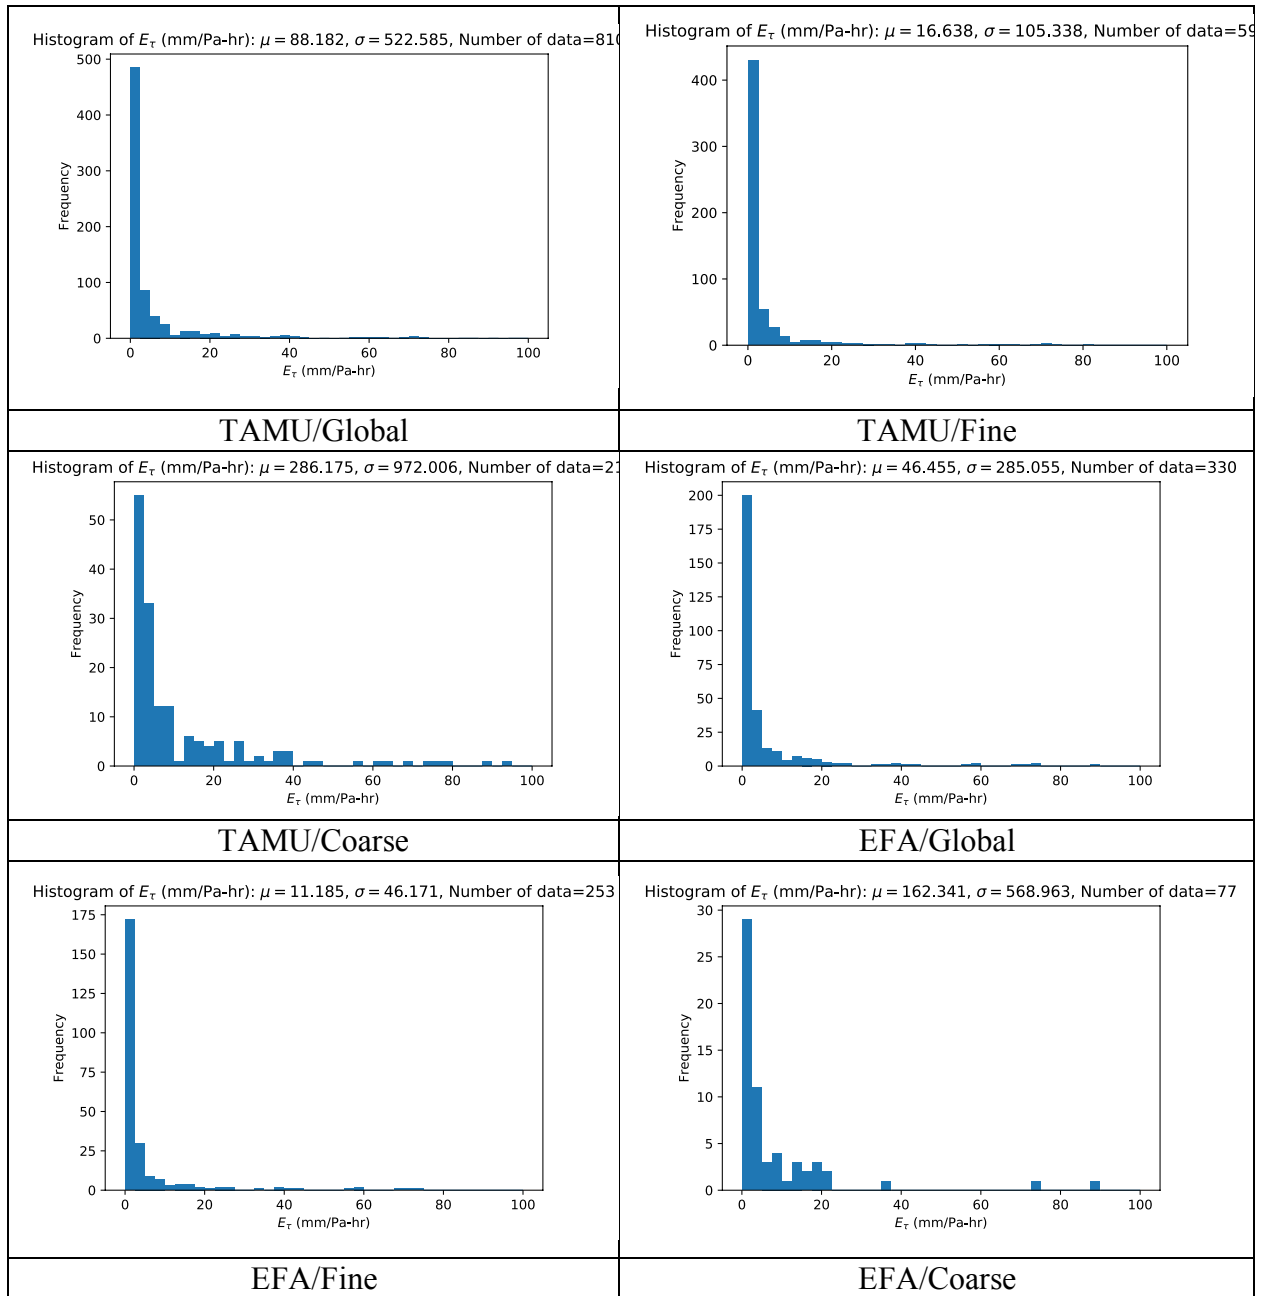 Histogram of Eτ (mm/Pa-hr): μ = 88.182, σ = 522.585, Number of data=810
500
400
300
200
100
0
Frequency
0 20 40 60 80 100
Eτ (mm/Pa-hr)
TAMU/Global
Histogram of Eτ (mm/Pa-hr): μ = 16.638, σ = 105.338, Number of data=59
400
300
200
100
0
Frequency
0 20 40 60 80 100
Eτ (mm/Pa-hr)
TAMU/Fine
Histogram of Eτ (mm/Pa-hr): μ = 286.175, σ = 972.006, Number of data=21
50
40
30
20
10
0
Frequency
0 20 40 60 80 100
Eτ (mm/Pa-hr)
TAMU/Coarse
Histogram of Eτ (mm/Pa-hr): μ = 46.455, σ = 285.055, Number of data=330
200
175
150
125
100
75
50
25
0
Frequency
0 20 40 60 80 100
Eτ (mm/Pa-hr)
EFA/Global
Histogram of Eτ (mm/Pa-hr): μ = 11.185, σ = 46.171, Number of data=253
175
150
125
100
75
50
25
0
Frequency
0 20 40 60 80 100
Eτ (mm/Pa-hr)
EFA/Fine
Histogram of Eτ (mm/Pa-hr): μ = 162.341, σ = 568.963, Number of data=77
30
25
20
15
10
5
0
Frequency
0 20 40 60 80 100
Eτ (mm/Pa-hr)
EFA/Coarse